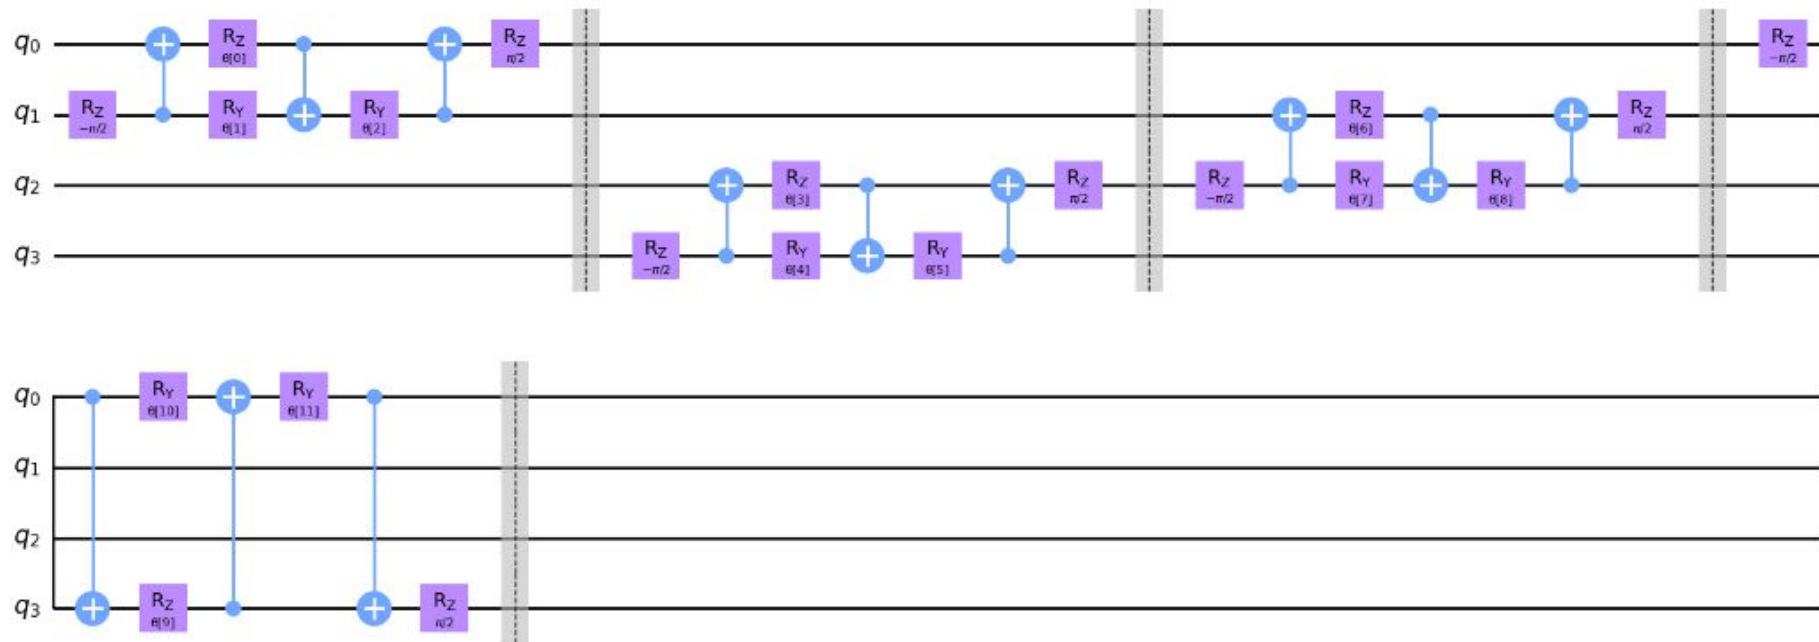 q0 RZ θ[0] RZ π/2 RZ −π/2
q1 RZ −π/2 RY θ[1] RY θ[2] RZ θ[6] RZ π/2
q2 RZ θ[3] RZ π/2 RZ −π/2 RY θ[7] RY θ[8]
q3 RZ −π/2 RY θ[4] RY θ[5]
q0 RY θ[10] RY θ[11]
q1
q2
q3 RZ θ[9] RZ π/2